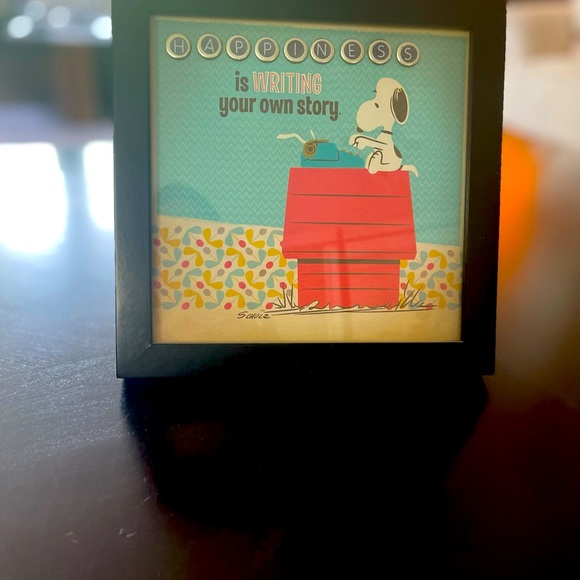 HAPPINESS
is WRITING
your own story.
SCHULZ